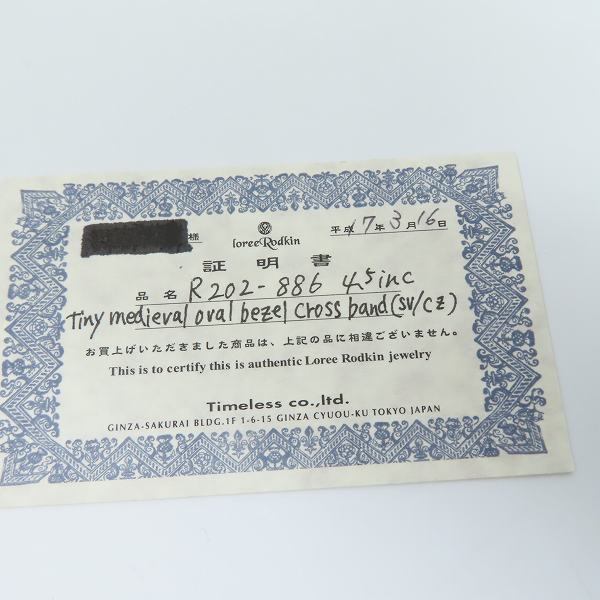 様
loree Rodkin
平成17年3月16日
証明書
品名 R202-886 4.5inc
Tiny medieval oval bezel cross band (SV/CZ)
お買上げいただきました商品は、上記の品に相違ございません。
This is to certify this is authentic Loree Rodkin jewelry
Timeless co.,ltd.
GINZA-SAKURAI BLDG.1F 1-6-15 GINZA CYUOU-KU TOKYO JAPAN